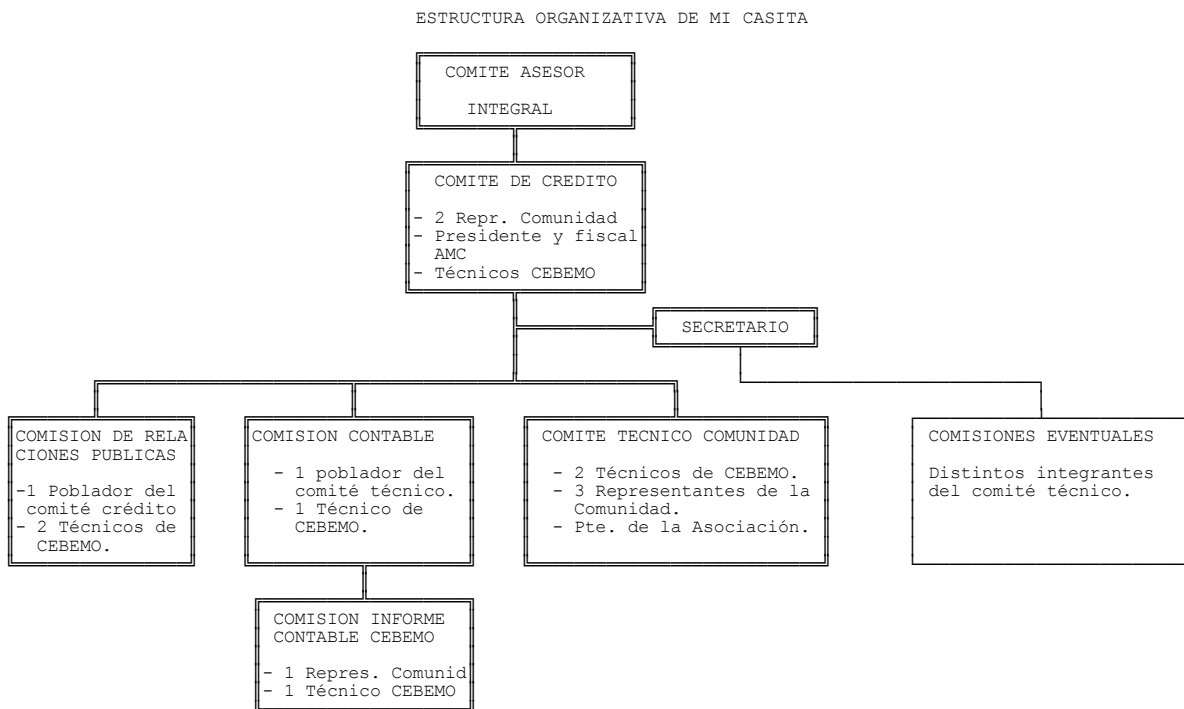 ESTRUCTURA ORGANIZATIVA DE MI CASITA
COMITE ASESOR
INTEGRAL
COMITE DE CREDITO
- 2 Repr. Comunidad
- Presidente y fiscal
AMC
- Técnicos CEBEMO
SECRETARIO
COMISION DE RELA
CIONES PUBLICAS
-1 Poblador del
comité crédito
- 2 Técnicos de
CEBEMO.
COMISION CONTABLE
- 1 poblador del
comité técnico.
- 1 Técnico de
CEBEMO.
COMITE TECNICO COMUNIDAD
- 2 Técnicos de CEBEMO.
- 3 Representantes de la
Comunidad.
- Pte. de la Asociación.
COMISIONES EVENTUALES
Distintos integrantes
del comité técnico.
COMISION INFORME
CONTABLE CEBEMO
- 1 Repres. Comunid
- 1 Técnico CEBEMO